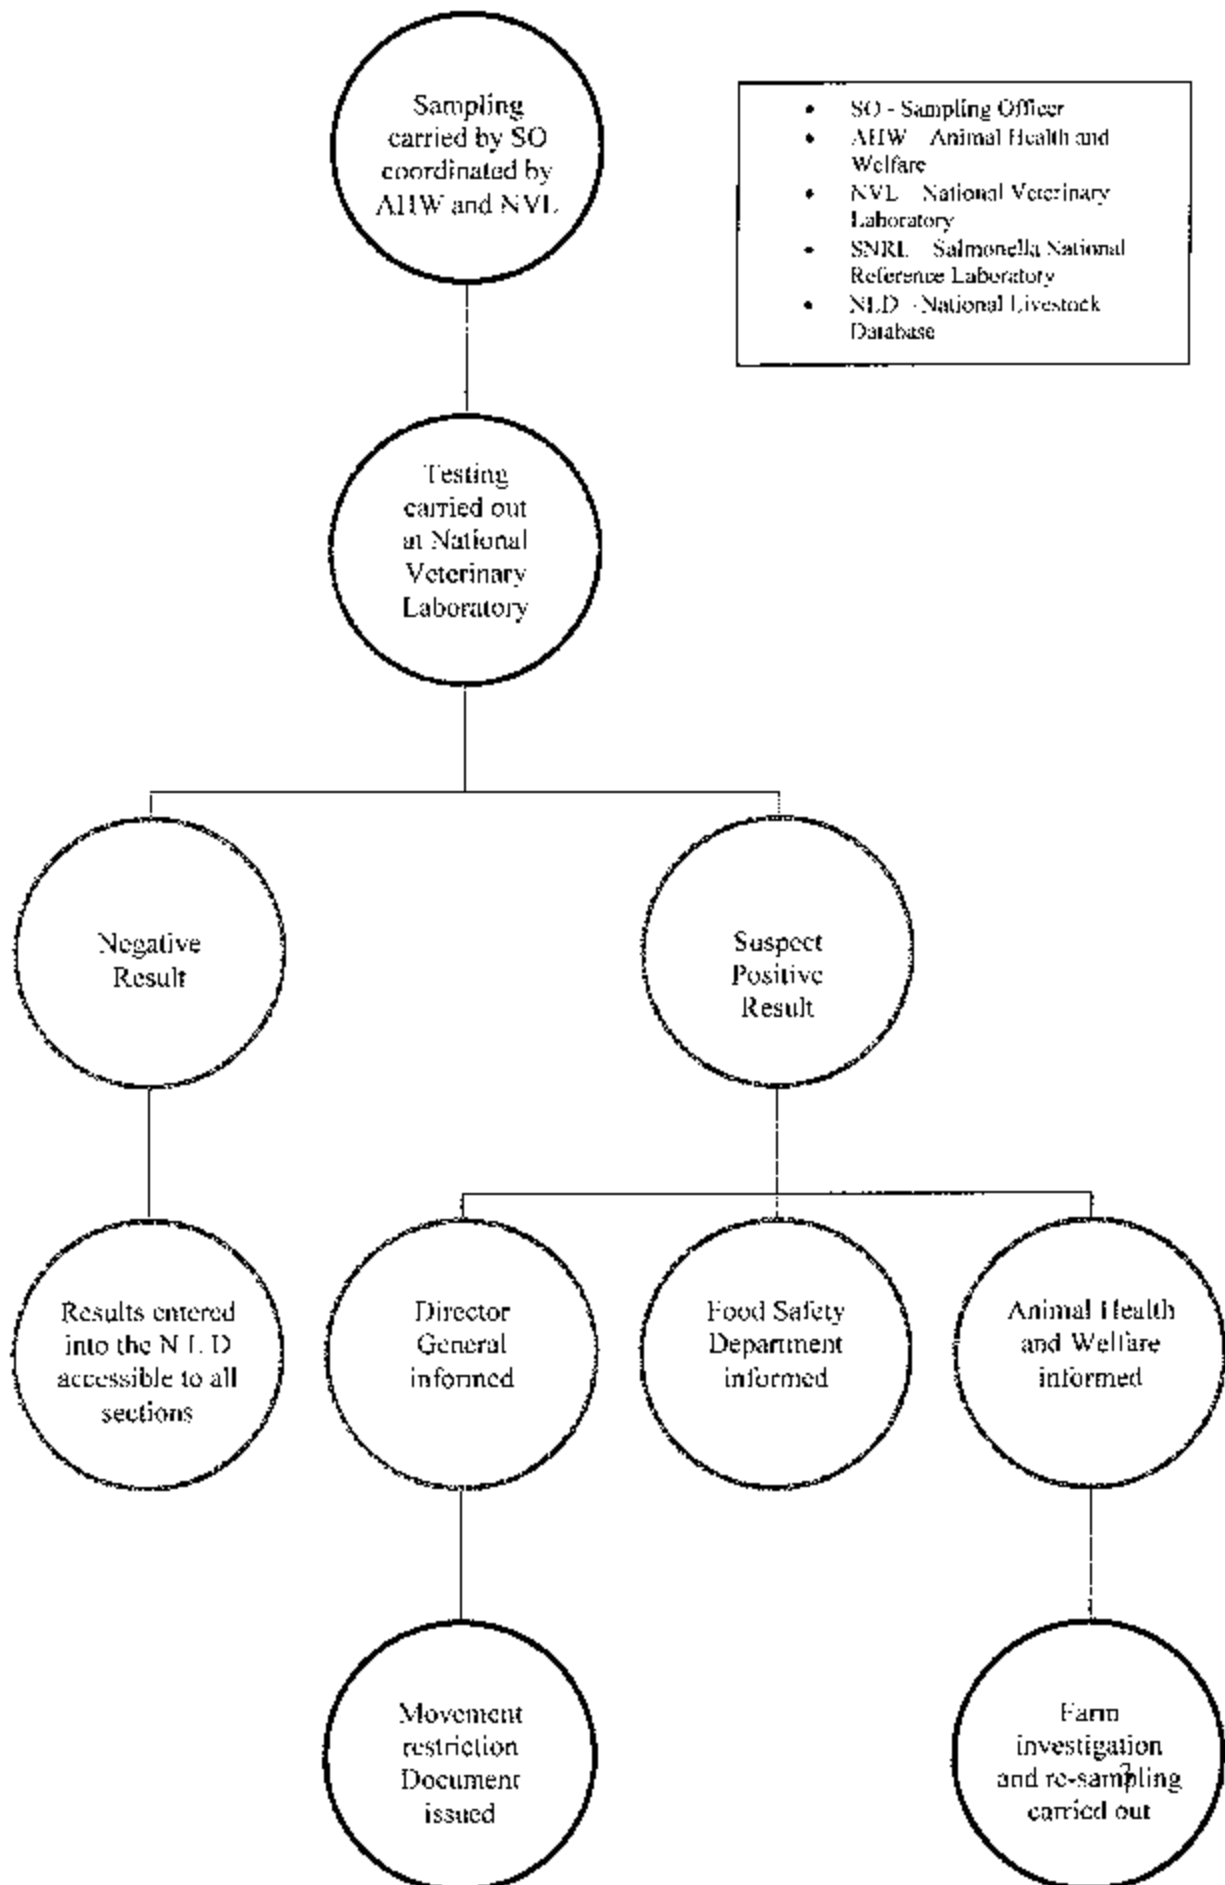 Sampling
carried by SO
coordinated by
AHW and NVL
• SO - Sampling Officer
• AHW – Animal Health and
Welfare
• NVL – National Veterinary
Laboratory
• SNRL – Salmonella National
Reference Laboratory
• NLD - National Livestock
Database
Testing
carried out
at National
Veterinary
Laboratory
Negative
Result
Suspect
Positive
Result
Results entered
into the N L D
accessible to all
sections
Director
General
informed
Food Safety
Department
informed
Animal Health
and Welfare
informed
Movement
restriction
Document
issued
Farm
investigation
and re-sampling
carried out
7